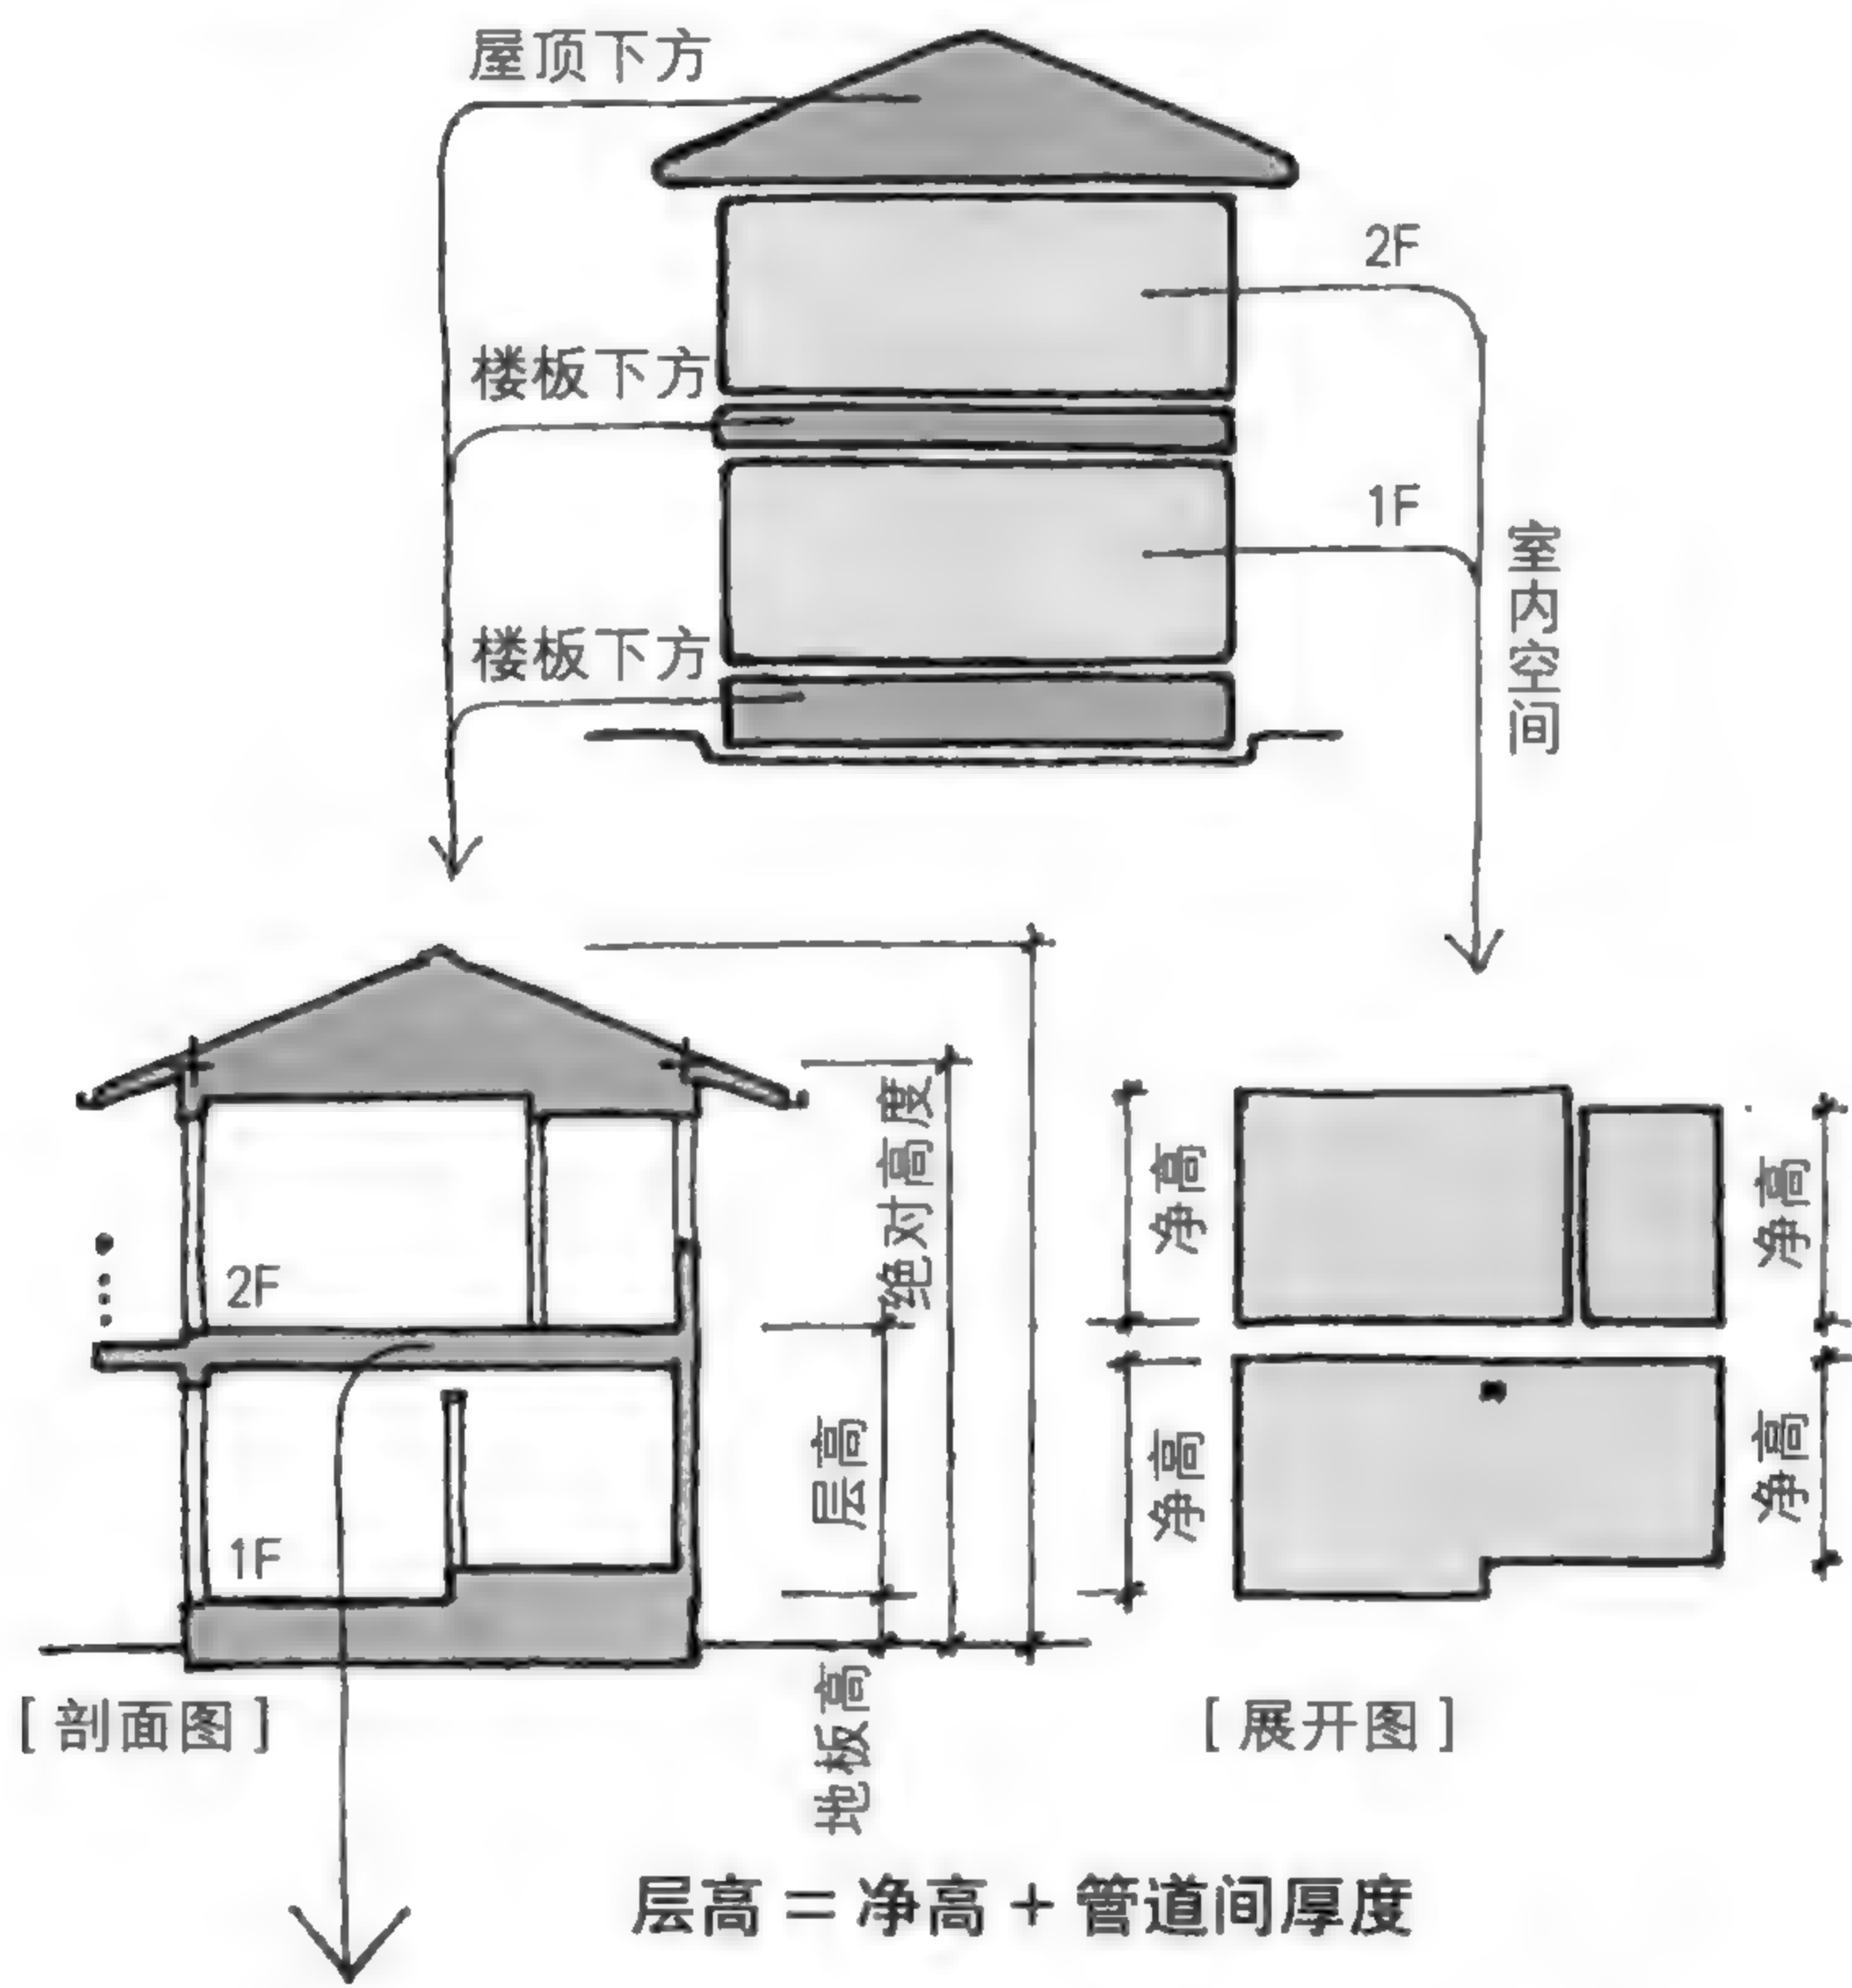 屋顶下方
2F
楼板下方
1F
室内空间
楼板下方
绝对高度
净高
净高
2F
层高
净高
净高
1F
地板高
[剖面图]
[展开图]
层高＝净高＋管道间厚度